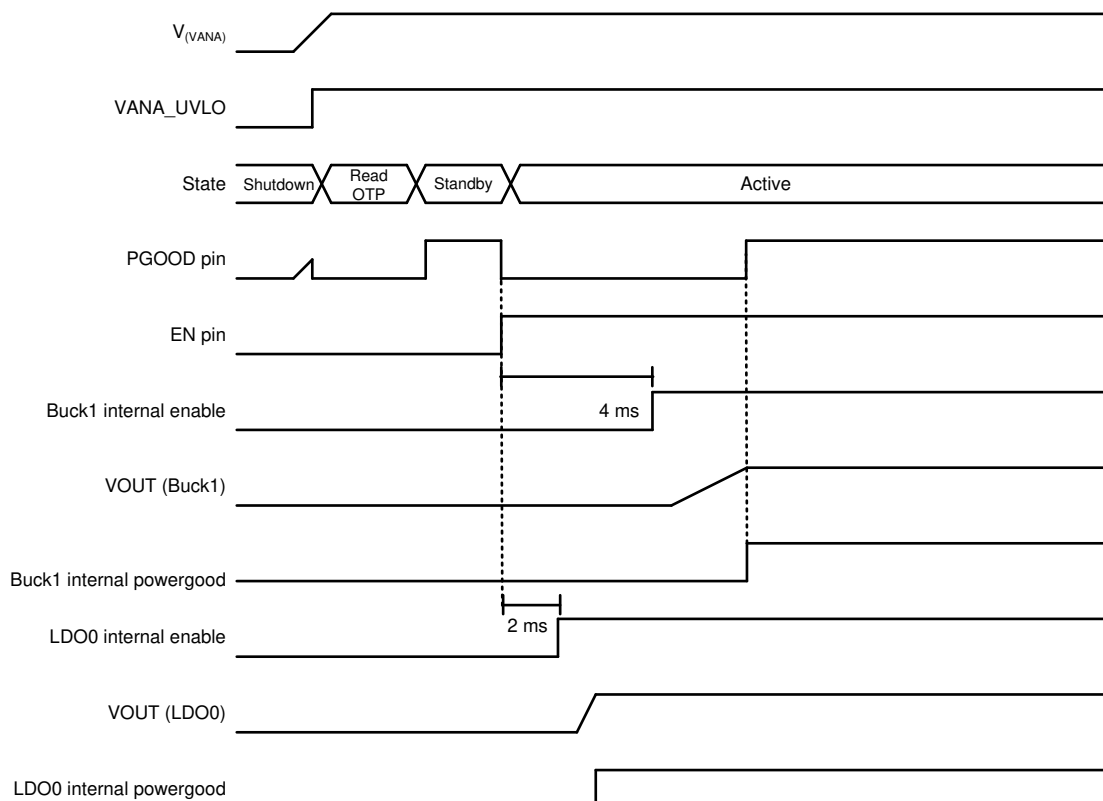 V(VANA)
VANA_UVLO
State
Shutdown
Read
OTP
Standby
Active
PGOOD pin
EN pin
Buck1 internal enable
4 ms
VOUT (Buck1)
Buck1 internal powergood
2 ms
LDO0 internal enable
VOUT (LDO0)
LDO0 internal powergood